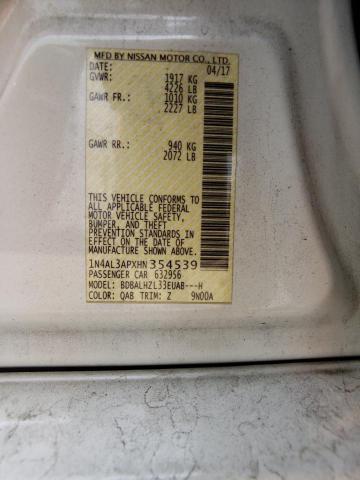 MFD BY NISSAN MOTOR CO., LTD.
DATE: 04/17
GVWR: 1917 KG
4226 LB
GAWR FR.: 1010 KG
2227 LB
GAWR RR.: 940 KG
2072 LB
THIS VEHICLE CONFORMS TO
ALL APPLICABLE FEDERAL
MOTOR VEHICLE SAFETY,
BUMPER, AND THEFT
PREVENTION STANDARDS IN
EFFECT ON THE DATE OF
MANUFACTURE SHOWN ABOVE.
1N4AL3APXHN354539
PASSENGER CAR 632956
MODEL: BDBALHZL33EUAB---H
COLOR: QAB TRIM: Z 9N00A